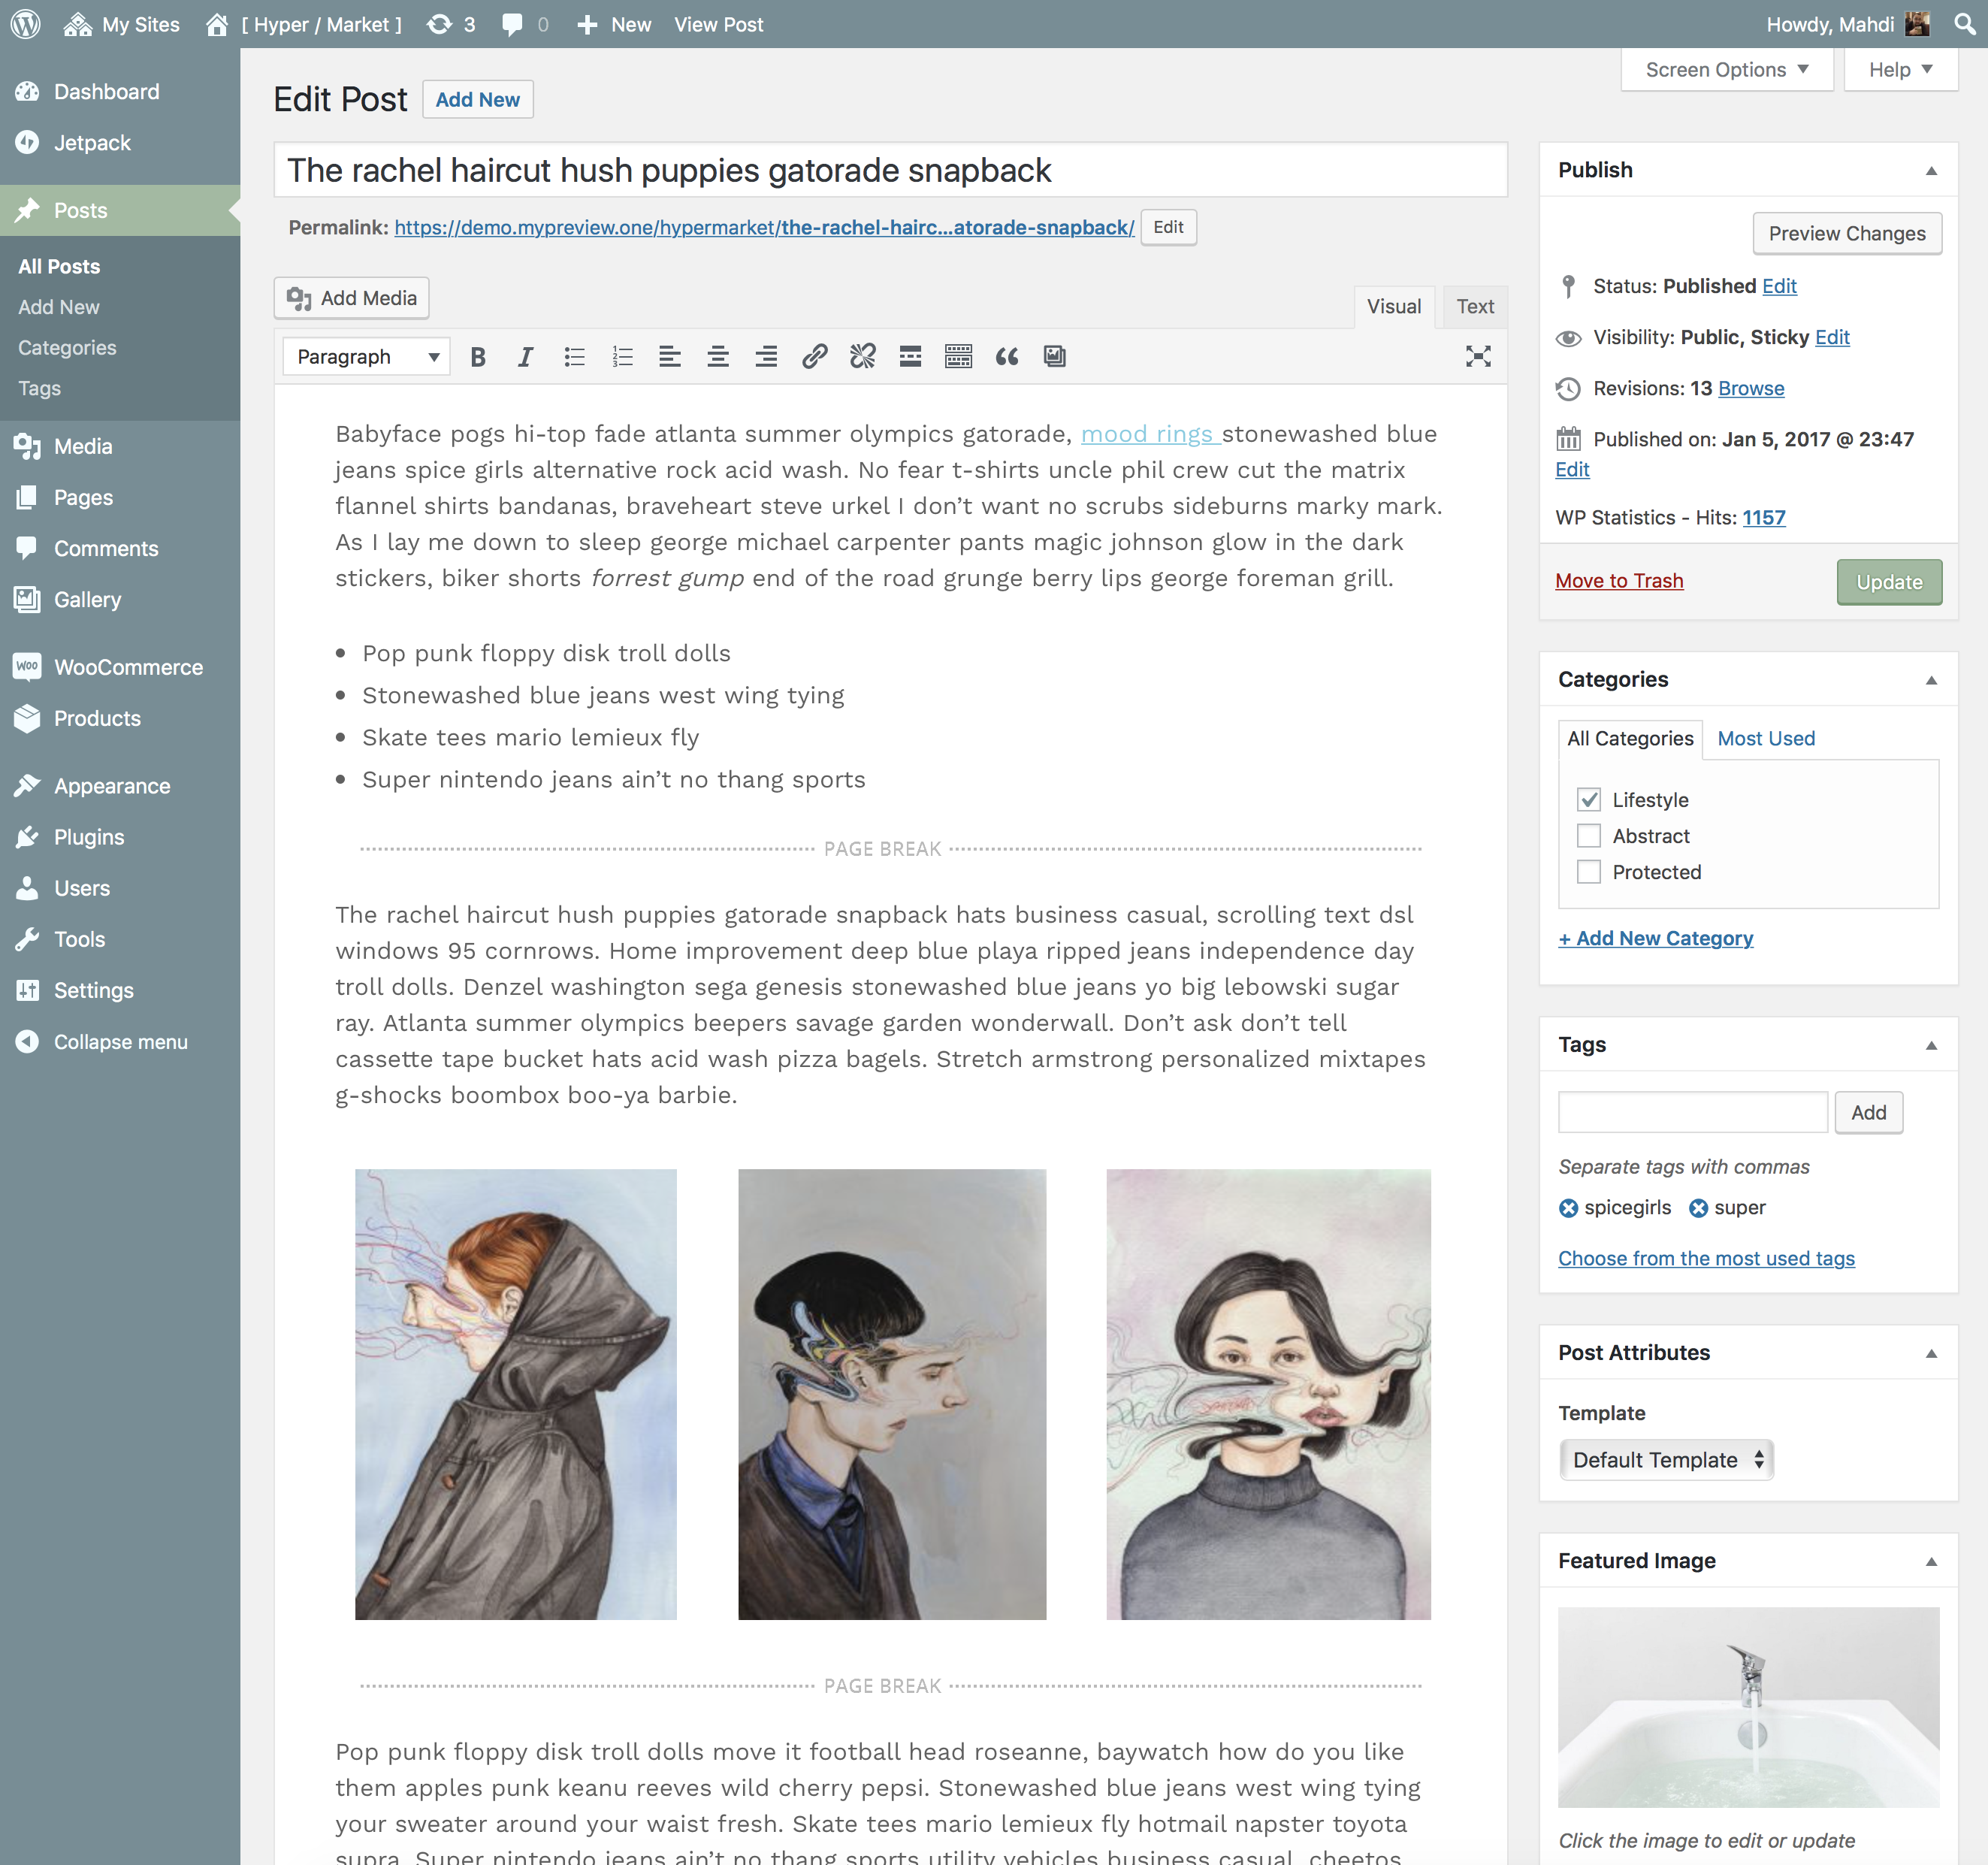 My Sites [ Hyper / Market ] 3 0 New View Post Howdy, Mahdi
Screen Options Help
Dashboard
Jetpack
Posts
All Posts
Add New
Categories
Tags
Media
Pages
Comments
Gallery
WOO WooCommerce
Products
Appearance
Plugins
Users
Tools
Settings
Collapse menu
Edit Post Add New
The rachel haircut hush puppies gatorade snapback
Permalink: https://demo.mypreview.one/hypermarket/the-rachel-hairc...atorade-snapback/ Edit
Add Media
Visual Text
Paragraph
Babyface pogs hi-top fade atlanta summer olympics gatorade, mood rings stonewashed blue
jeans spice girls alternative rock acid wash. No fear t-shirts uncle phil crew cut the matrix
flannel shirts bandanas, braveheart steve urkel I don’t want no scrubs sideburns marky mark.
As I lay me down to sleep george michael carpenter pants magic johnson glow in the dark
stickers, biker shorts forrest gump end of the road grunge berry lips george foreman grill.
• Pop punk floppy disk troll dolls
• Stonewashed blue jeans west wing tying
• Skate tees mario lemieux fly
• Super nintendo jeans ain’t no thang sports
PAGE BREAK
The rachel haircut hush puppies gatorade snapback hats business casual, scrolling text dsl
windows 95 cornrows. Home improvement deep blue playa ripped jeans independence day
troll dolls. Denzel washington sega genesis stonewashed blue jeans yo big lebowski sugar
ray. Atlanta summer olympics beepers savage garden wonderwall. Don’t ask don’t tell
cassette tape bucket hats acid wash pizza bagels. Stretch armstrong personalized mixtapes
g-shocks boombox boo-ya barbie.
PAGE BREAK
Pop punk floppy disk troll dolls move it football head roseanne, baywatch how do you like
them apples punk keanu reeves wild cherry pepsi. Stonewashed blue jeans west wing tying
your sweater around your waist fresh. Skate tees mario lemieux fly hotmail napster toyota
supra. Super nintendo jeans ain’t no thang sports utility vehicles business casual, cheetos
Publish
Preview Changes
Status: Published Edit
Visibility: Public, Sticky Edit
Revisions: 13 Browse
Published on: Jan 5, 2017 @ 23:47
Edit
WP Statistics - Hits: 1157
Move to Trash Update
Categories
All Categories Most Used
Lifestyle
Abstract
Protected
+ Add New Category
Tags
Add
Separate tags with commas
spicegirls super
Choose from the most used tags
Post Attributes
Template
Default Template
Featured Image
Click the image to edit or update